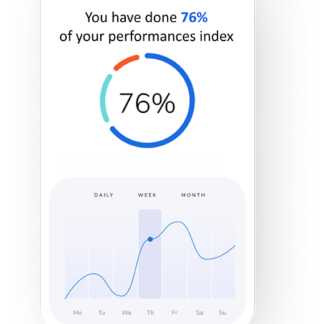 You have done 76%
of your performances index
76%
DAILY WEEK MONTH
Mo Tu We Th Fr Sa Su